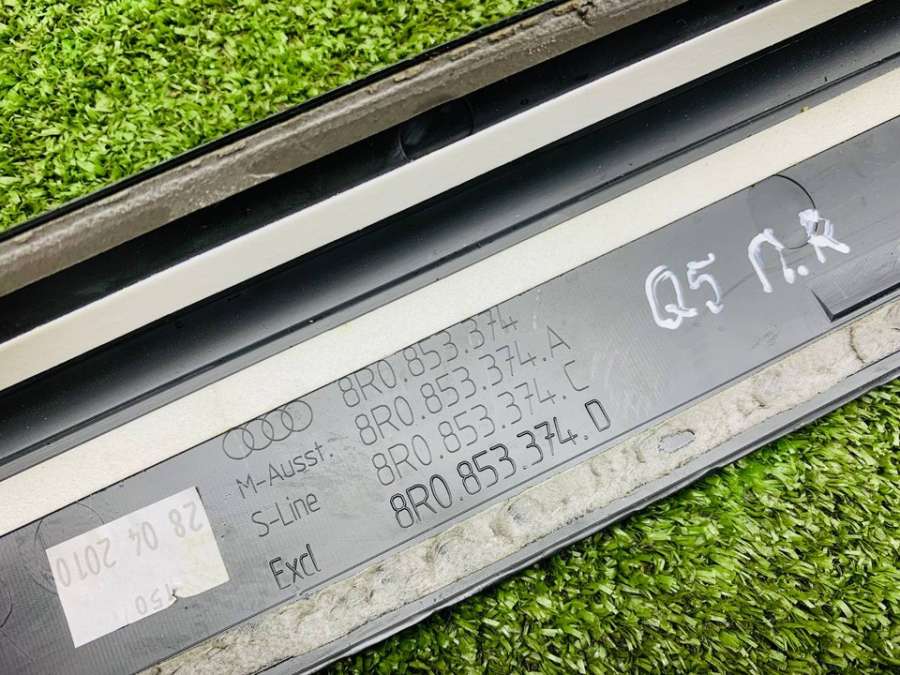 8R0.853.374
8R0.853.374.A
M-Ausst. 8R0.853.374.C
S-Line 8R0.853.374.D
Excl
Q5 П.R
28 04 2010
150